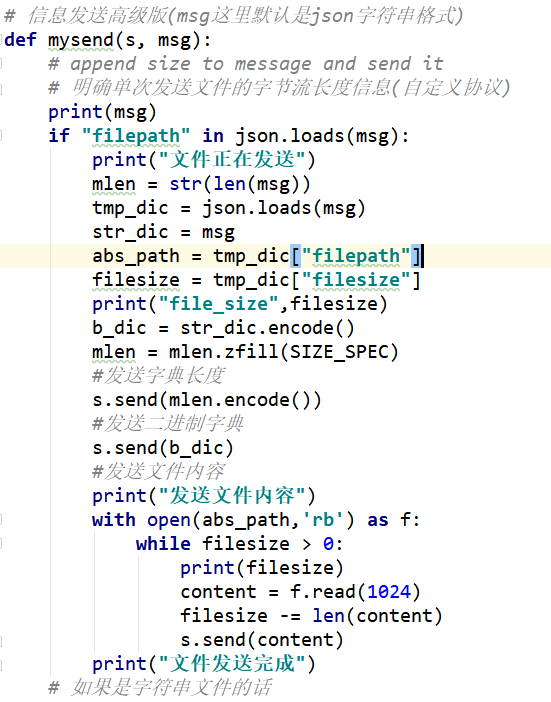 # 信息发送高级版(msg这里默认是json字符串格式)
def mysend(s, msg):
    # append size to message and send it
    # 明确单次发送文件的字节流长度信息(自定义协议)
    print(msg)
    if "filepath" in json.loads(msg):
        print("文件正在发送")
        mlen = str(len(msg))
        tmp_dic = json.loads(msg)
        str_dic = msg
        abs_path = tmp_dic["filepath"]
        filesize = tmp_dic["filesize"]
        print("file_size",filesize)
        b_dic = str_dic.encode()
        mlen = mlen.zfill(SIZE_SPEC)
        #发送字典长度
        s.send(mlen.encode())
        #发送二进制字典
        s.send(b_dic)
        #发送文件内容
        print("发送文件内容")
        with open(abs_path,'rb') as f:
            while filesize > 0:
                print(filesize)
                content = f.read(1024)
                filesize -= len(content)
                s.send(content)
        print("文件发送完成")
    # 如果是字符串文件的话